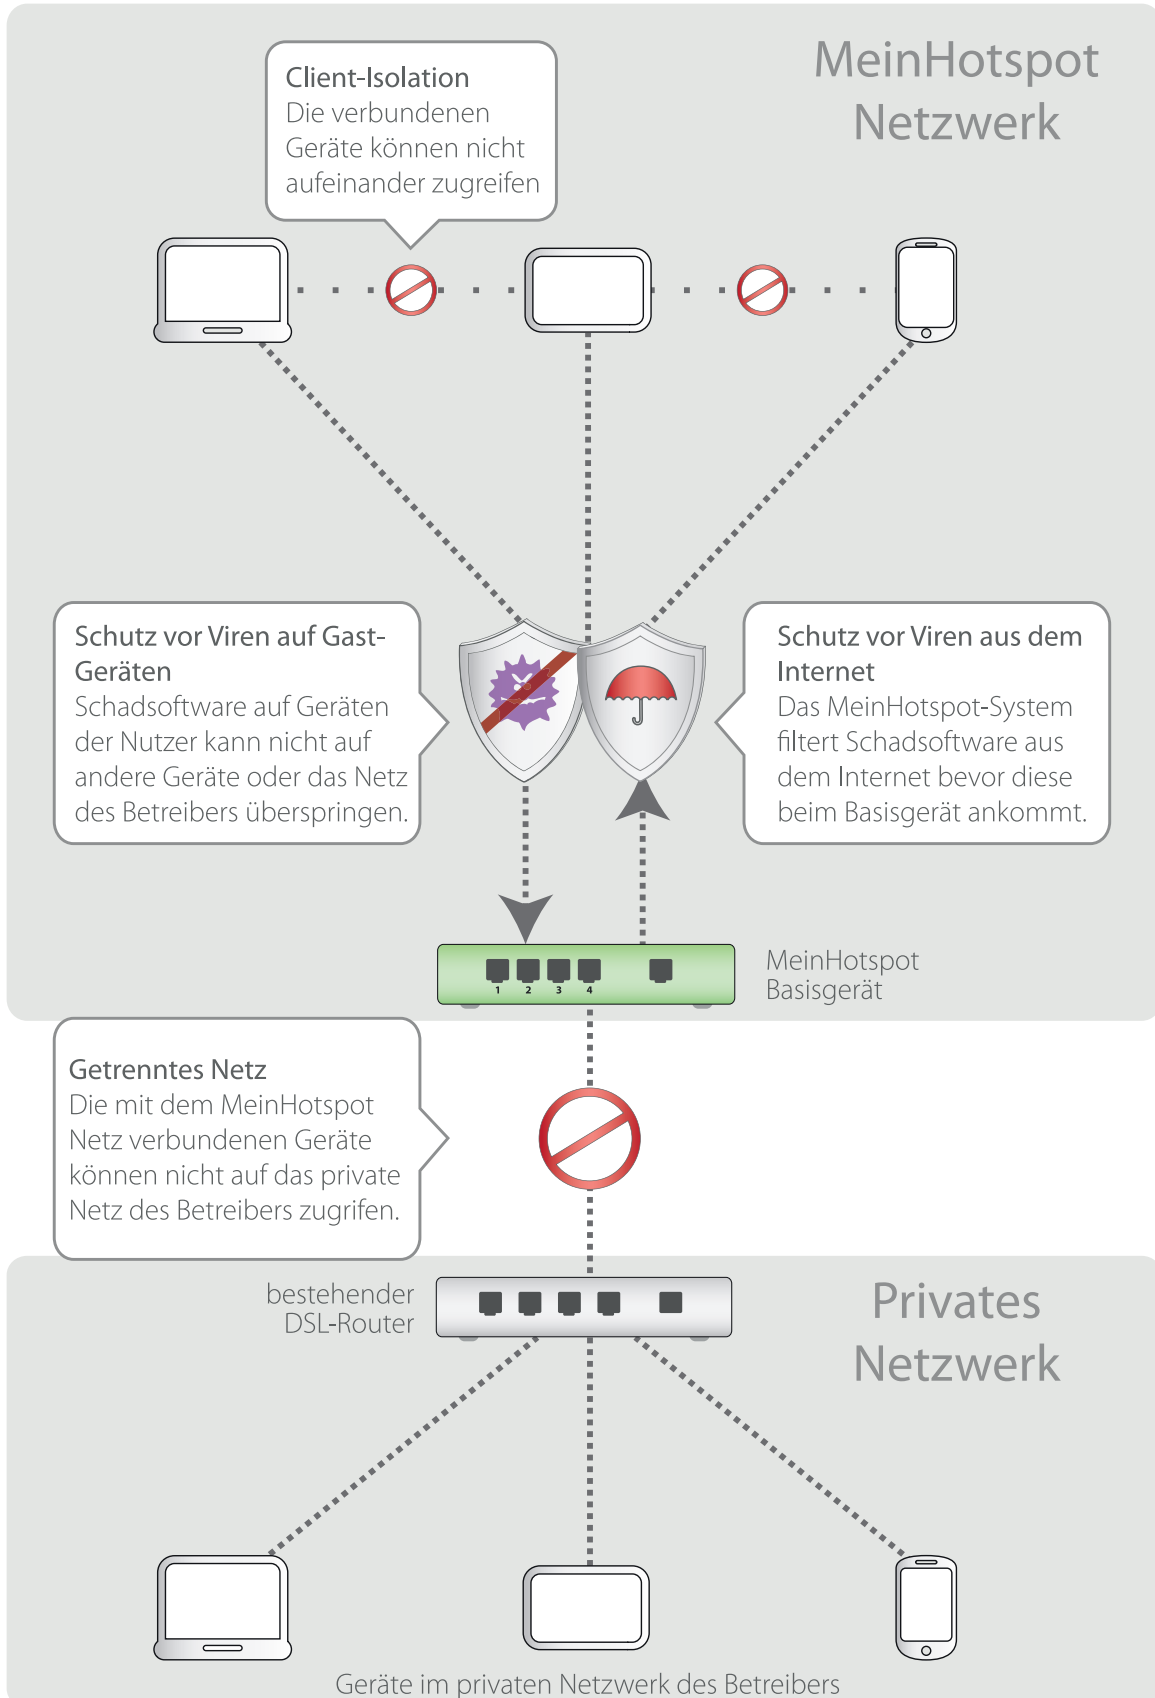 MeinHotspot
Netzwerk
Client-Isolation
Die verbundenen
Geräte können nicht
aufeinander zugreifen
Schutz vor Viren auf Gast-
Geräten
Schadsoftware auf Geräten
der Nutzer kann nicht auf
andere Geräte oder das Netz
des Betreibers überspringen.
Schutz vor Viren aus dem
Internet
Das MeinHotspot-System
filtert Schadsoftware aus
dem Internet bevor diese
beim Basisgerät ankommt.
1 2 3 4
MeinHotspot
Basisgerät
Getrenntes Netz
Die mit dem MeinHotspot
Netz verbundenen Geräte
können nicht auf das private
Netz des Betreibers zugrifen.
bestehender
DSL-Router
Privates
Netzwerk
Geräte im privaten Netzwerk des Betreibers